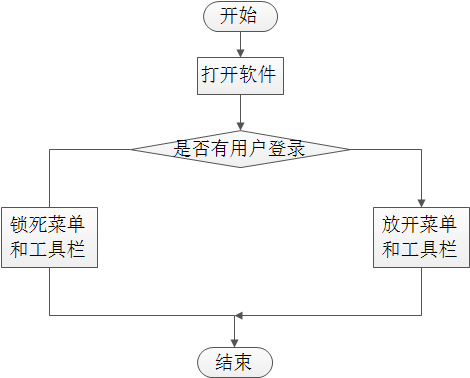 开始
打开软件
是否有用户登录
锁死菜单
和工具栏
放开菜单
和工具栏
结束